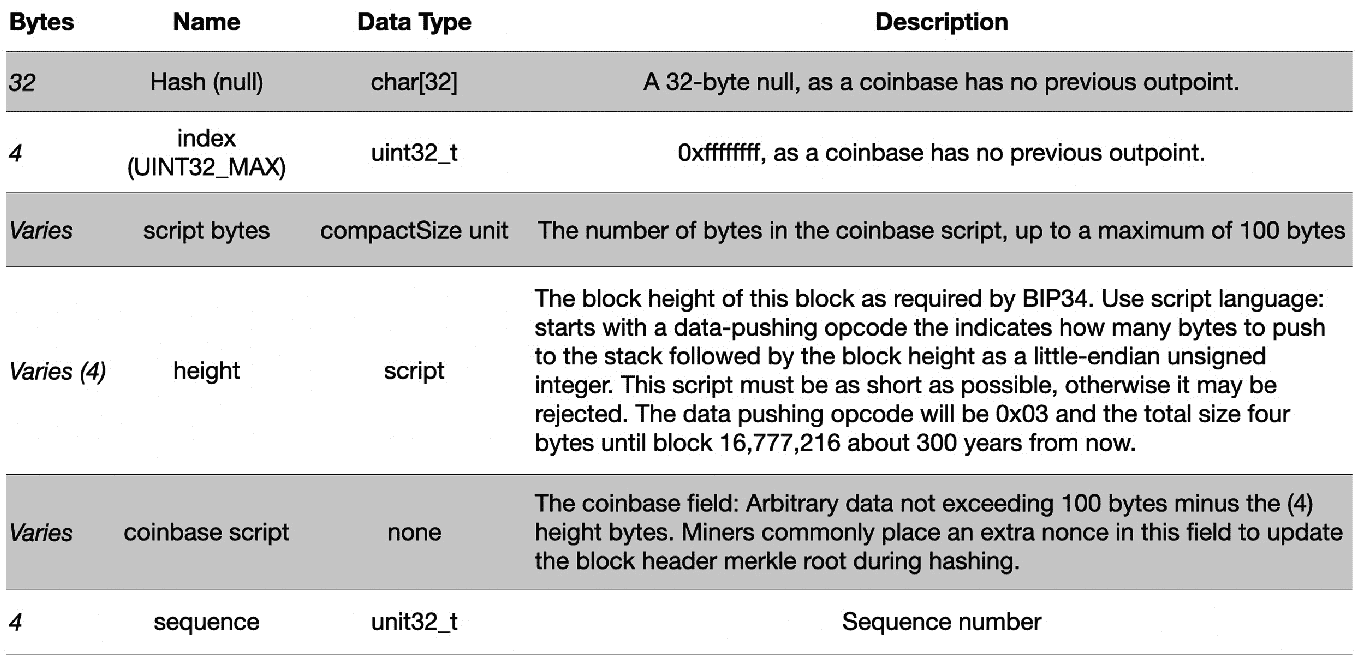 Bytes Name Data Type Description
32 Hash (null) char[32] A 32-byte null, as a coinbase has no previous outpoint.
4 index (UINT32_MAX) uint32_t 0xffffffff, as a coinbase has no previous outpoint.
Varies script bytes compactSize unit The number of bytes in the coinbase script, up to a maximum of 100 bytes
Varies (4) height script The block height of this block as required by BIP34. Use script language:
starts with a data-pushing opcode the indicates how many bytes to push
to the stack followed by the block height as a little-endian unsigned
integer. This script must be as short as possible, otherwise it may be
rejected. The data pushing opcode will be 0x03 and the total size four
bytes until block 16,777,216 about 300 years from now.
Varies coinbase script none The coinbase field: Arbitrary data not exceeding 100 bytes minus the (4)
height bytes. Miners commonly place an extra nonce in this field to update
the block header merkle root during hashing.
4 sequence unit32_t Sequence number